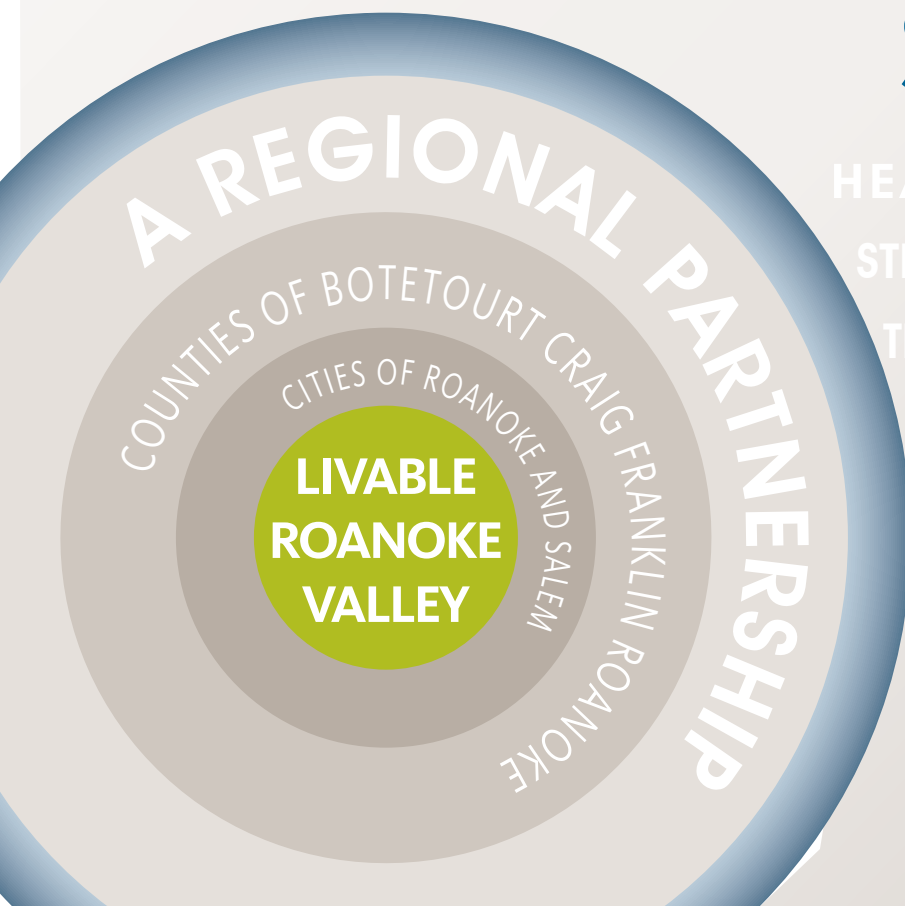 A REGIONAL PARTNERSHIP
COUNTIES OF BOTETOURT CRAIG FRANKLIN ROANOKE
CITIES OF ROANOKE AND SALEM
LIVABLE
ROANOKE
VALLEY